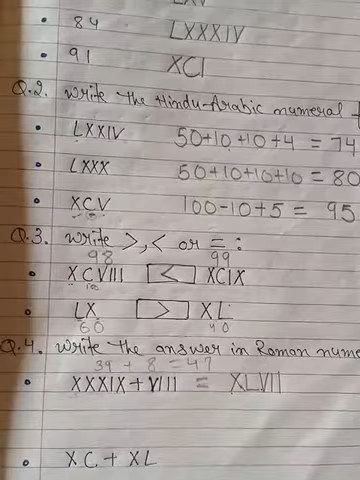 84 LXXXIV
91 XCI
Q.2. Write the Hindu-Arabic numeral
LXXIV 50+10+10+4 = 74
LXXX 50+10+10+10 = 80
XCV 100-10+5 = 95
Q.3. Write >, < or = :
98 99
XCVIII < XCIX
10
LX > XL
60 40
Q.4. Write the answer in Roman nume
39 + 8 = 47
XXXIX + VIII = XLVII
XC + XL